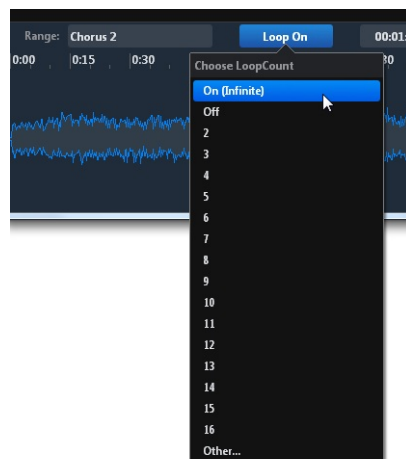 Range: Chorus 2 Loop On 00:01:
0:00 0:15 0:30 30
Choose LoopCount
On (Infinite)
Off
2
3
4
5
6
7
8
9
10
11
12
13
14
15
16
Other...